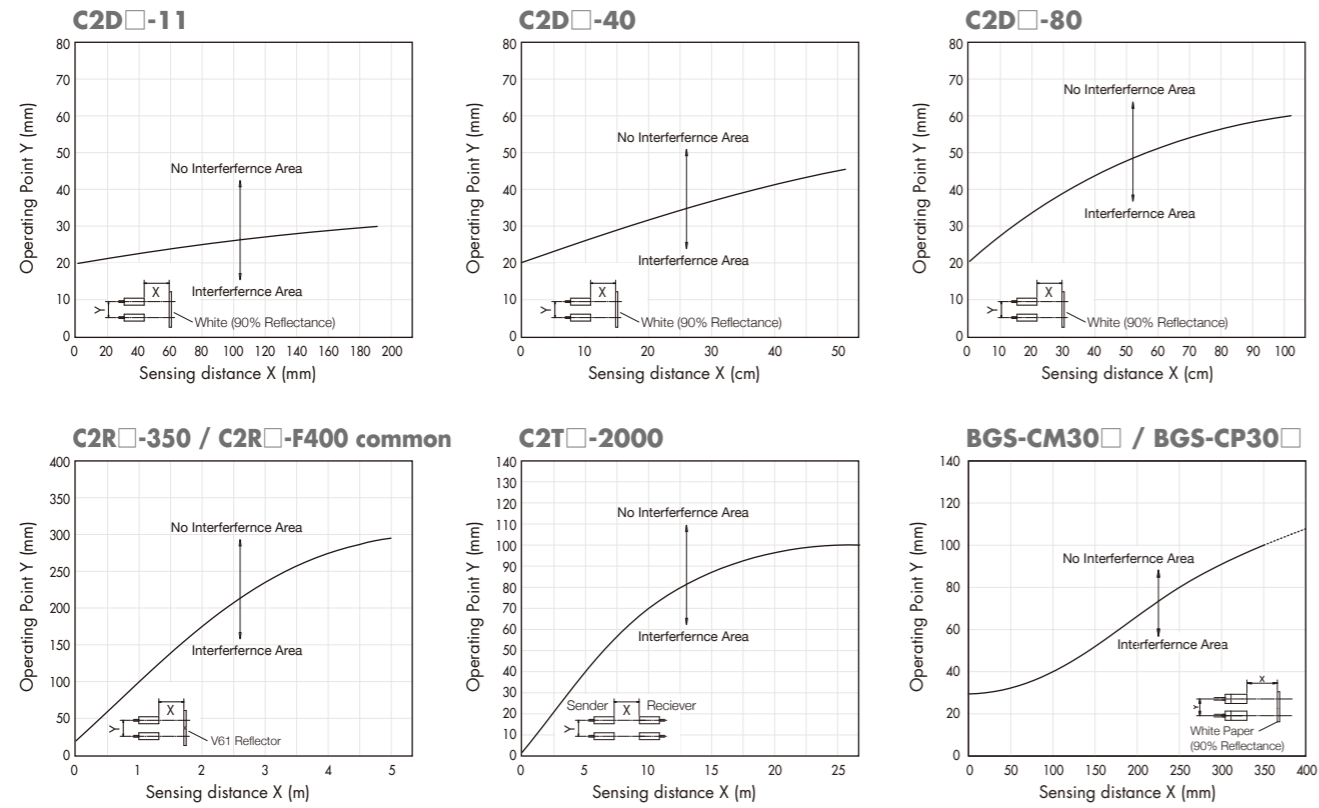 C2D□-11
80
70
60
50
40
30
20
10
0
Operating Point Y (mm)
No Interferfernce Area
Interferfernce Area
X
Y
White (90% Reflectance)
0 20 40 60 80 100 120 140 160 180 200
Sensing distance X (mm)
C2D□-40
80
70
60
50
40
30
20
10
0
Operating Point Y (mm)
No Interferfernce Area
Interferfernce Area
X
Y
White (90% Reflectance)
0 10 20 30 40 50
Sensing distance X (cm)
C2D□-80
80
70
60
50
40
30
20
10
0
Operating Point Y (mm)
No Interferfernce Area
Interferfernce Area
X
Y
White (90% Reflectance)
0 10 20 30 40 50 60 70 80 90 100
Sensing distance X (cm)
C2R□-350 / C2R□-F400 common
400
350
300
250
200
150
100
50
0
Operating Point Y (mm)
No Interferfernce Area
Interferfernce Area
X
Y
V61 Reflector
0 1 2 3 4 5
Sensing distance X (m)
C2T□-2000
140
130
120
110
100
90
80
70
60
50
40
30
20
10
0
Operating Point Y (mm)
No Interferfernce Area
Interferfernce Area
Sender X Reciever
Y
0 5 10 15 20 25
Sensing distance X (m)
BGS-CM30□ / BGS-CP30□
140
120
100
80
60
40
20
0
Operating Point Y (mm)
No Interferfernce Area
Interferfernce Area
X
Y
White Paper
(90% Reflectance)
0 50 100 150 200 250 300 350 400
Sensing distance X (mm)